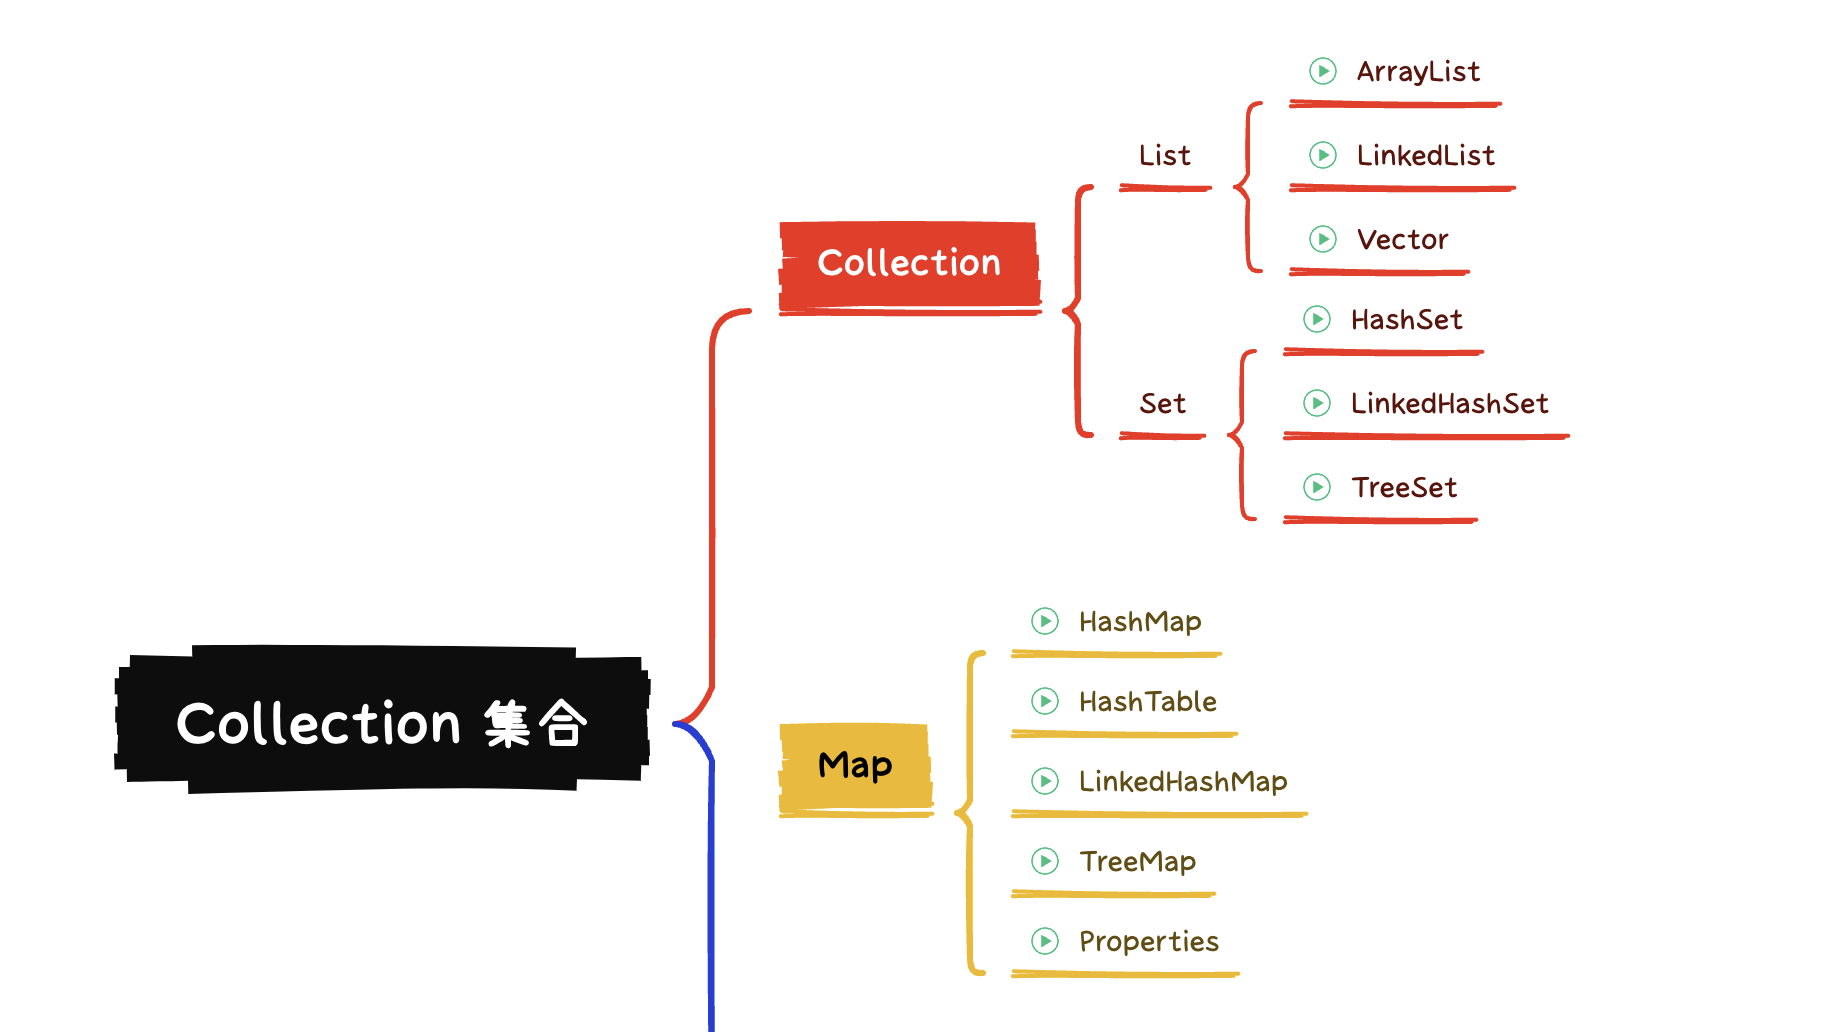 Collection 集合
Collection
List
ArrayList
LinkedList
Vector
Set
HashSet
LinkedHashSet
TreeSet
Map
HashMap
HashTable
LinkedHashMap
TreeMap
Properties